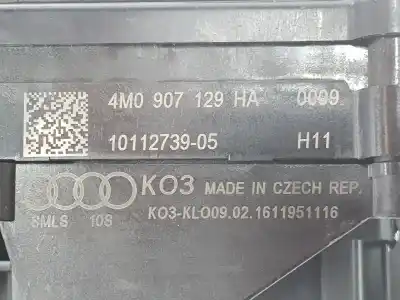 4M0 907 129 HA 0009
10112739-05 H11
KO3 MADE IN CZECH REP.
SMLS 10S
KO3-KLO09.02.1611951116